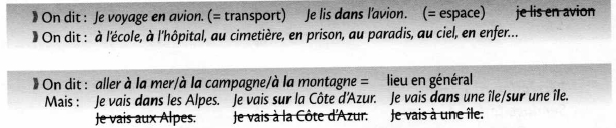 ❫ On dit : Je voyage en avion. (= transport) Je lis dans l'avion. (= espace) je lis en avion
❫ On dit : à l'école, à l'hôpital, au cimetière, en prison, au paradis, au ciel, en enfer...
❫ On dit : aller à la mer/à la campagne/à la montagne = lieu en général
Mais : Je vais dans les Alpes. Je vais sur la Côte d'Azur. Je vais dans une île/sur une île.
Je vais aux Alpes. Je vais à la Côte d'Azur. Je vais à une île.